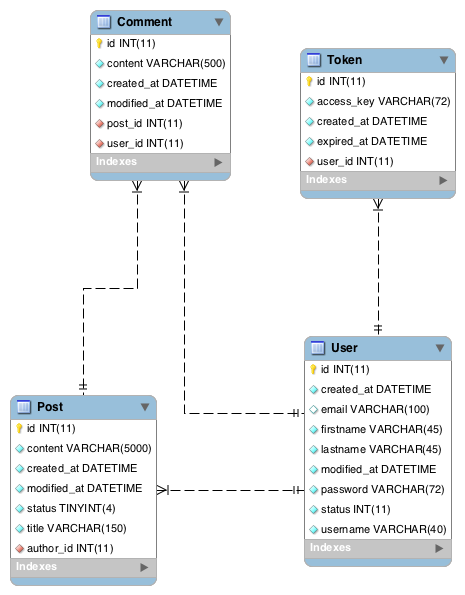 Comment
id INT(11)
content VARCHAR(500)
created_at DATETIME
modified_at DATETIME
post_id INT(11)
user_id INT(11)
Indexes
Token
id INT(11)
access_key VARCHAR(72)
created_at DATETIME
expired_at DATETIME
user_id INT(11)
Indexes
User
id INT(11)
created_at DATETIME
email VARCHAR(100)
firstname VARCHAR(45)
lastname VARCHAR(45)
modified_at DATETIME
password VARCHAR(72)
status INT(11)
username VARCHAR(40)
Indexes
Post
id INT(11)
content VARCHAR(5000)
created_at DATETIME
modified_at DATETIME
status TINYINT(4)
title VARCHAR(150)
author_id INT(11)
Indexes